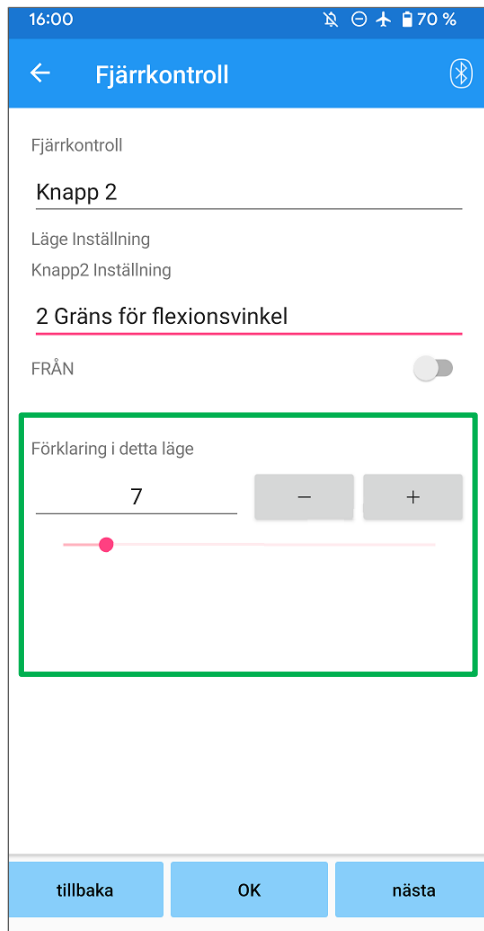 16:00 70 %
Fjärrkontroll
Fjärrkontroll
Knapp 2
Läge Inställning
Knapp2 Inställning
2 Gräns för flexionsvinkel
FRÅN
Förklaring i detta läge
7 − +
tillbaka OK nästa